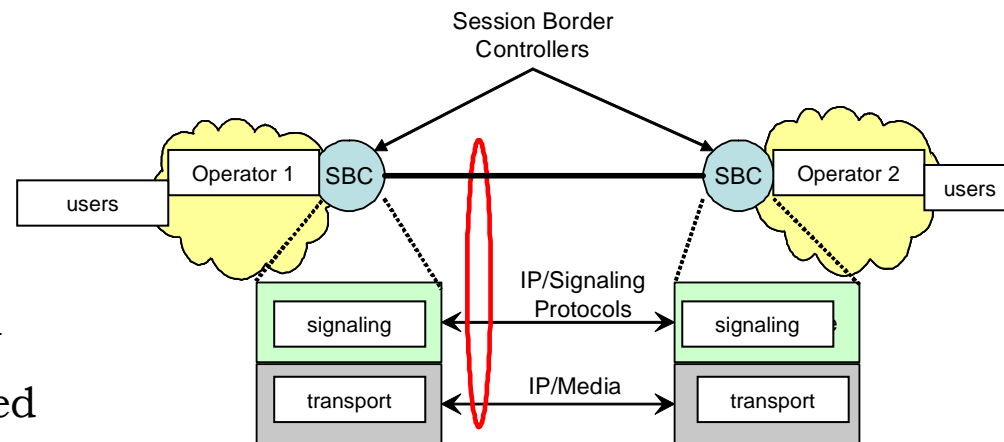 Session Border
Controllers
Operator 1
SBC
SBC
Operator 2
users
users
IP/Signaling
Protocols
signaling
signaling
ed
IP/Media
transport
transport